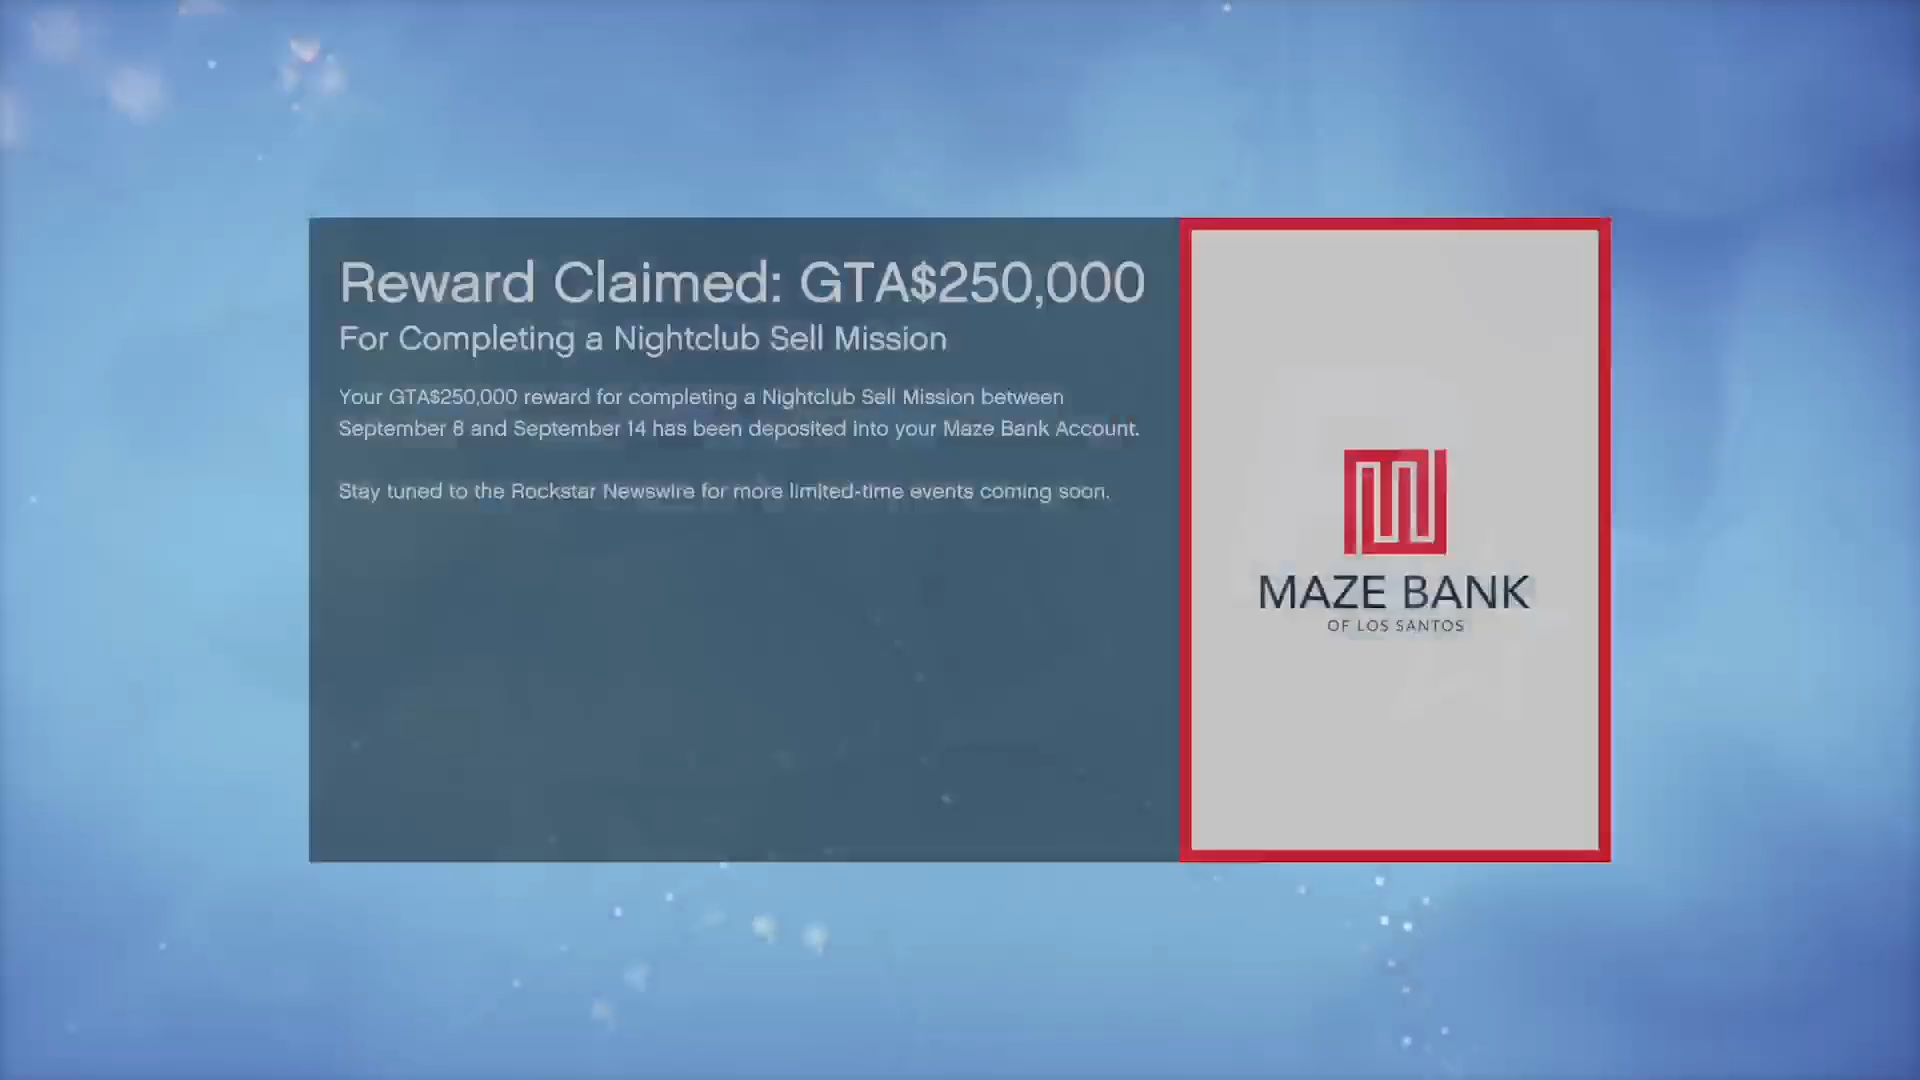 Reward Claimed: GTA$250,000
For Completing a Nightclub Sell Mission
Your GTA$250,000 reward for completing a Nightclub Sell Mission between
September 8 and September 14 has been deposited into your Maze Bank Account.
Stay tuned to the Rockstar Newswire for more limited-time events coming soon.
MAZE BANK
OF LOS SANTOS